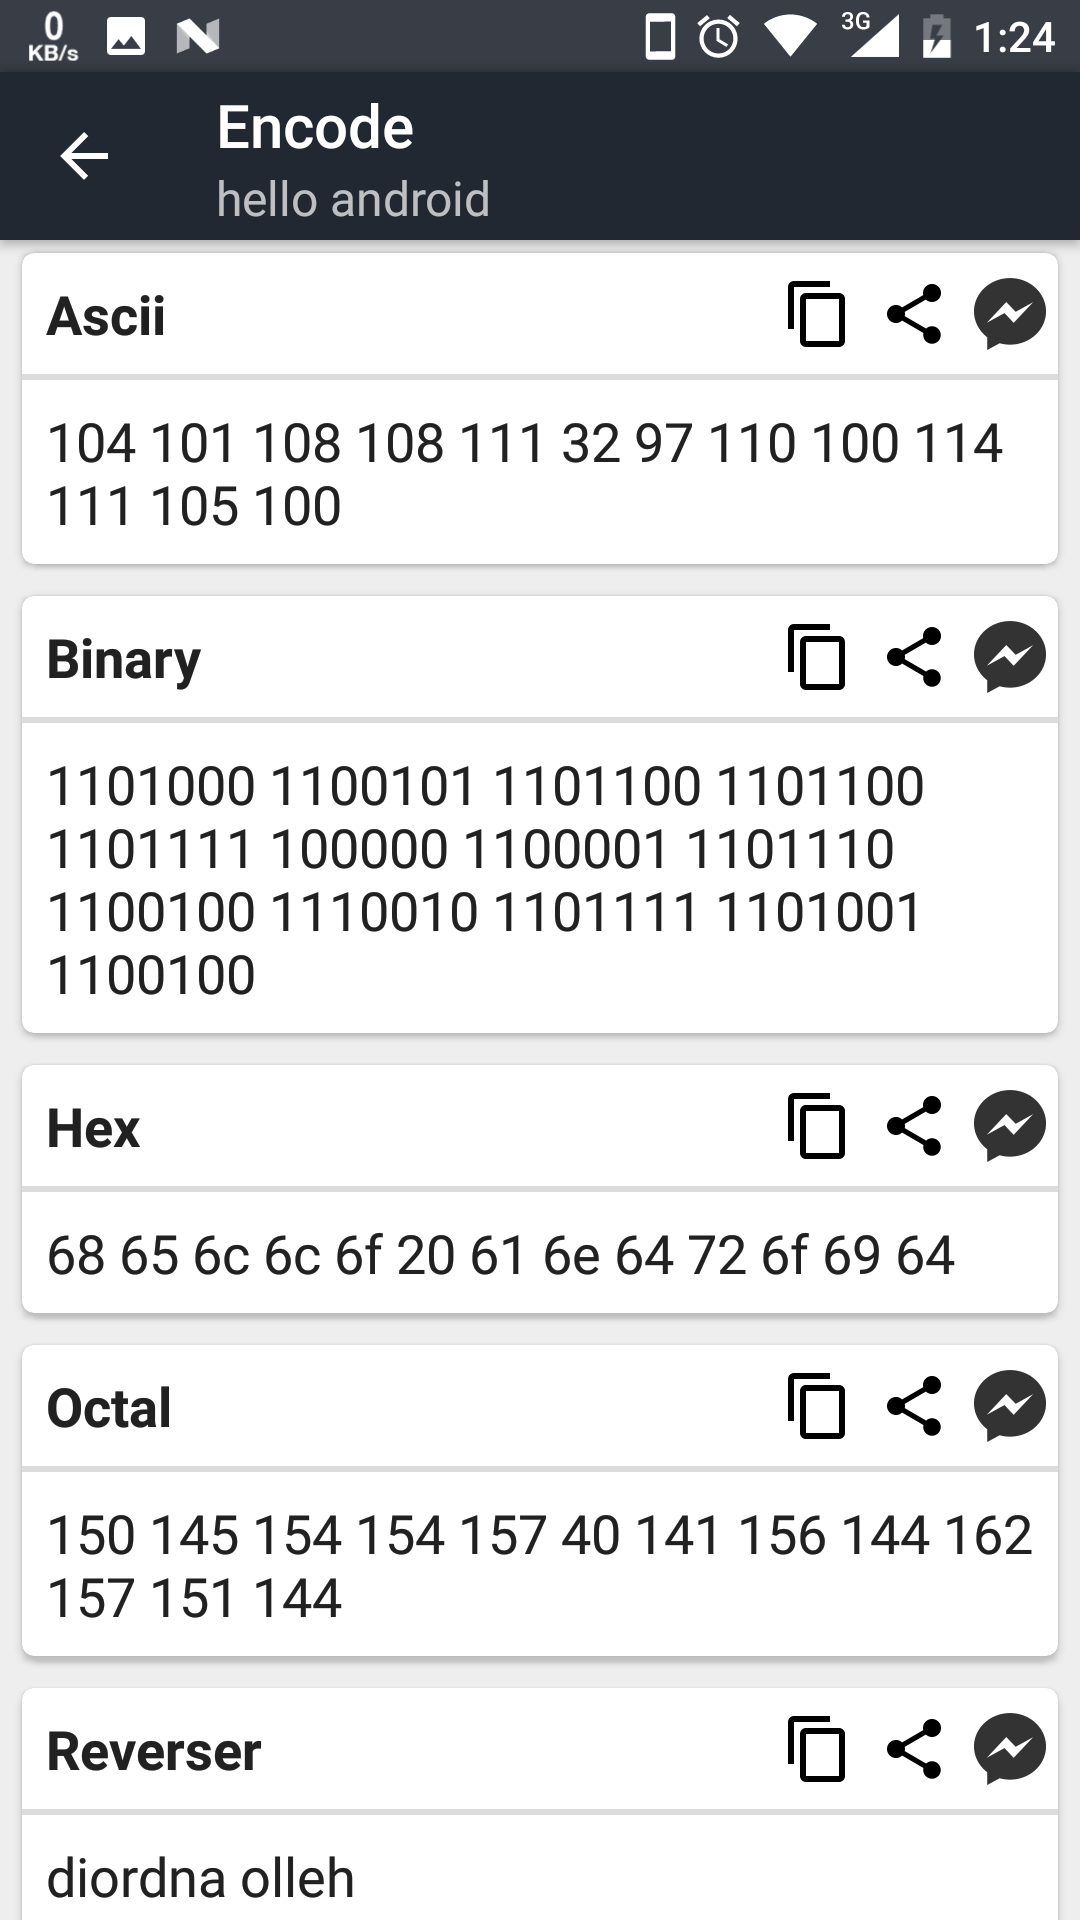 0
KB/s
3G
1:24
Encode
hello android
Ascii
104 101 108 108 111 32 97 110 100 114
111 105 100
Binary
1101000 1100101 1101100 1101100
1101111 100000 1100001 1101110
1100100 1110010 1101111 1101001
1100100
Hex
68 65 6c 6c 6f 20 61 6e 64 72 6f 69 64
Octal
150 145 154 154 157 40 141 156 144 162
157 151 144
Reverser
diordna olleh